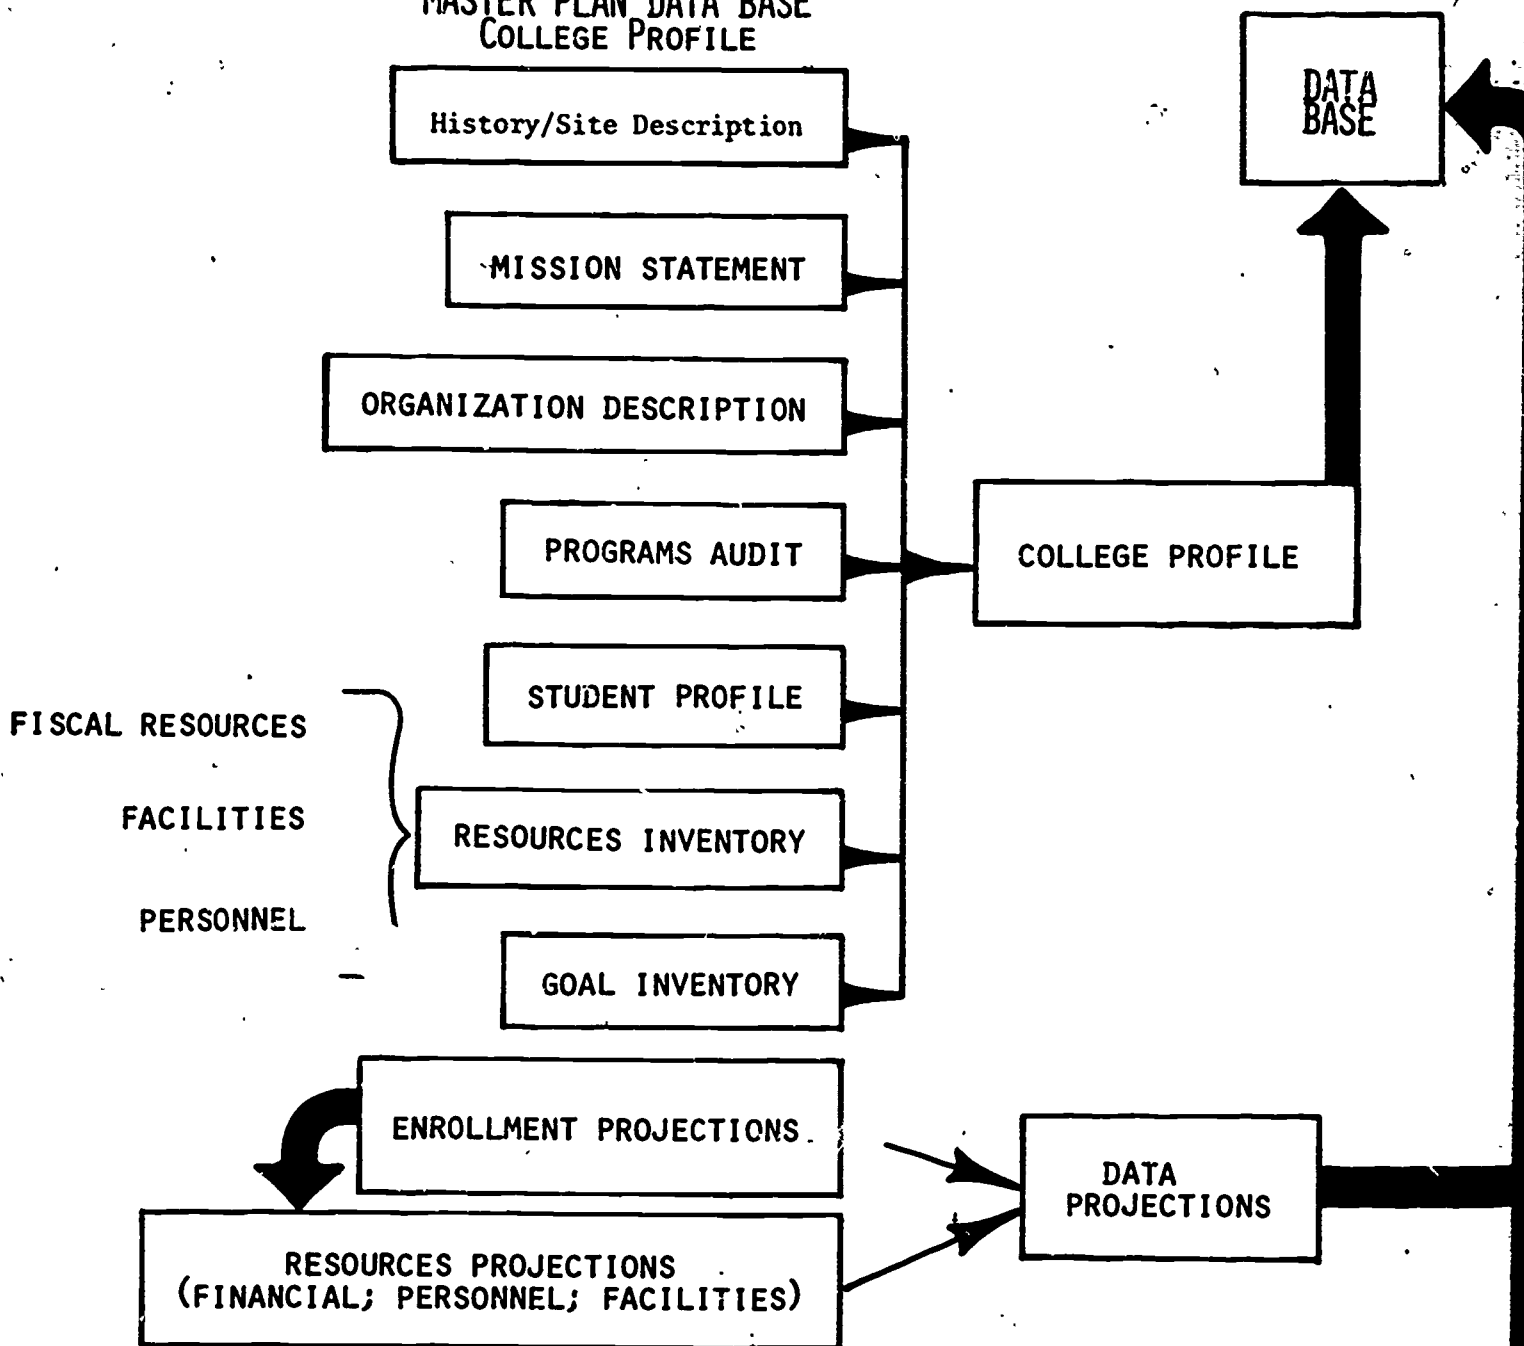 MASTER PLAN DATA BASE
COLLEGE PROFILE
DATA
BASE
History/Site Description
MISSION STATEMENT
ORGANIZATION DESCRIPTION
PROGRAMS AUDIT
COLLEGE PROFILE
STUDENT PROFILE
FISCAL RESOURCES
FACILITIES
RESOURCES INVENTORY
PERSONNEL
GOAL INVENTORY
ENROLLMENT PROJECTIONS
DATA
PROJECTIONS
RESOURCES PROJECTIONS
(FINANCIAL; PERSONNEL; FACILITIES)